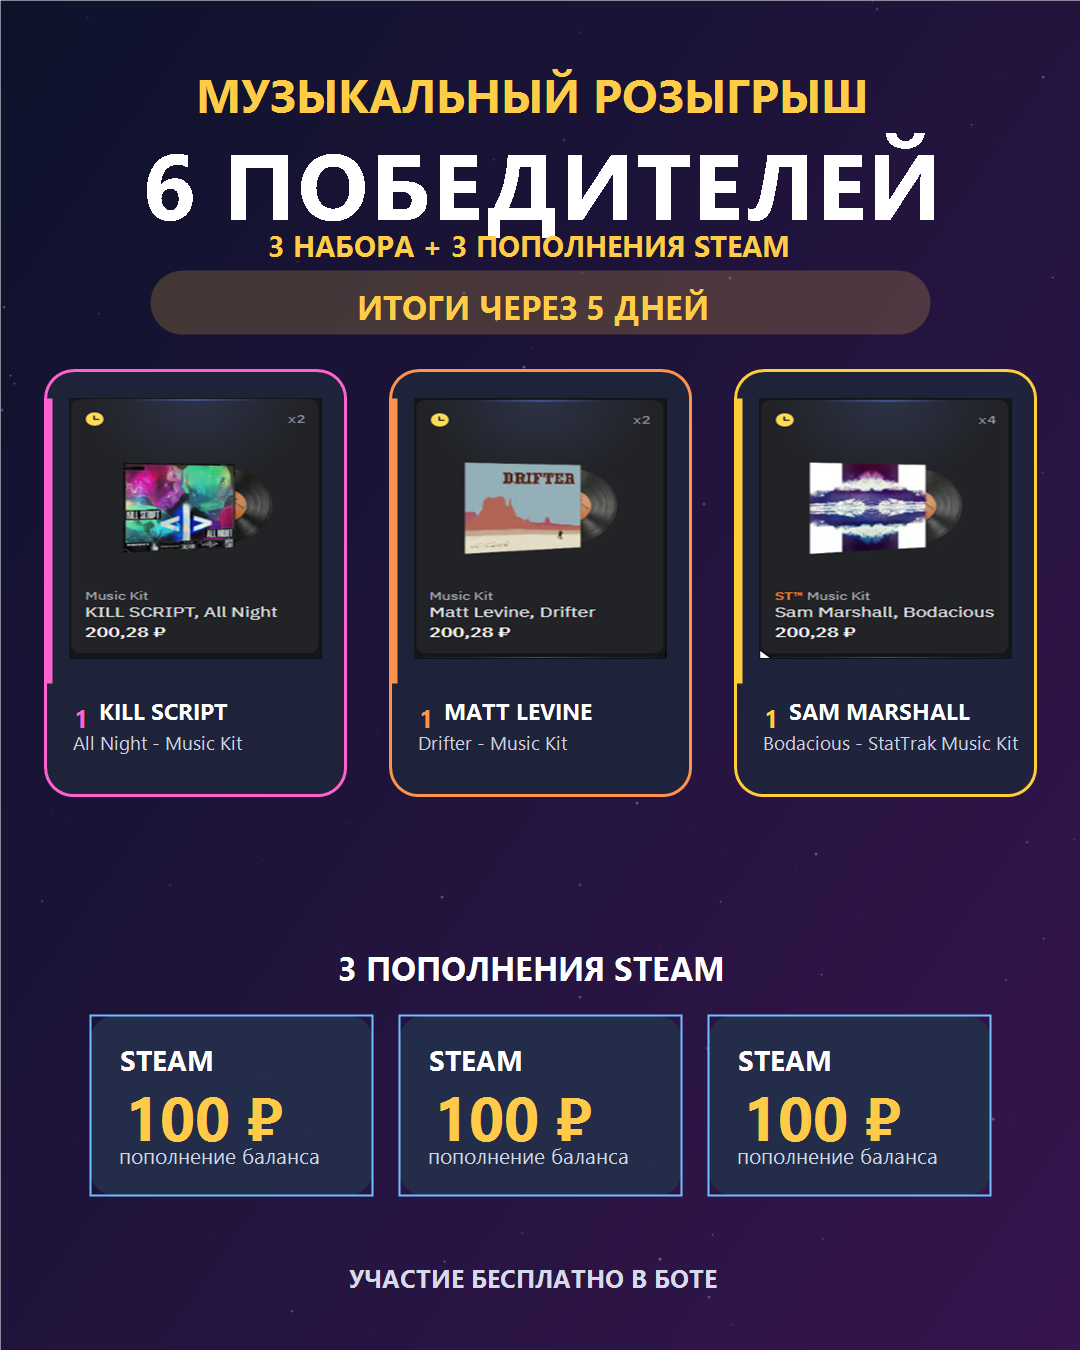 МУЗЫКАЛЬНЫЙ РОЗЫГРЫШ
6 ПОБЕДИТЕЛЕЙ
3 НАБОРА + 3 ПОПОЛНЕНИЯ STEAM
ИТОГИ ЧЕРЕЗ 5 ДНЕЙ
x2
KILL SCRIPT
ALL NIGHT
Music Kit
KILL SCRIPT, All Night
200,28 ₽
1 KILL SCRIPT
All Night - Music Kit
x2
DRIFTER
Music Kit
Matt Levine, Drifter
200,28 ₽
1 MATT LEVINE
Drifter - Music Kit
x4
ST™ Music Kit
Sam Marshall, Bodacious
200,28 ₽
1 SAM MARSHALL
Bodacious - StatTrak Music Kit
3 ПОПОЛНЕНИЯ STEAM
STEAM
100 ₽
пополнение баланса
STEAM
100 ₽
пополнение баланса
STEAM
100 ₽
пополнение баланса
УЧАСТИЕ БЕСПЛАТНО В БОТЕ